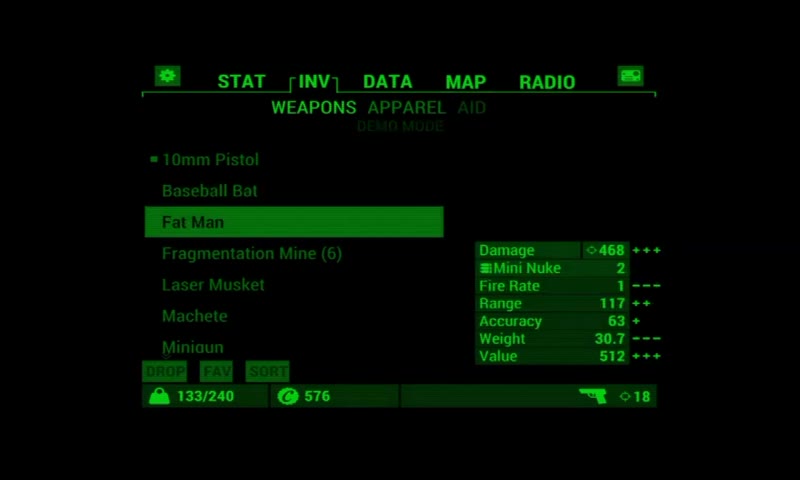 STAT INV DATA MAP RADIO
WEAPONS APPAREL AID
DEMO MODE
10mm Pistol
Baseball Bat
Fat Man
Fragmentation Mine (6)
Laser Musket
Machete
Minigun
Damage 468 +++
Mini Nuke 2
Fire Rate 1 ---
Range 117 ++
Accuracy 63 +
Weight 30.7 ---
Value 512 +++
DROP FAV SORT
133/240 576 18